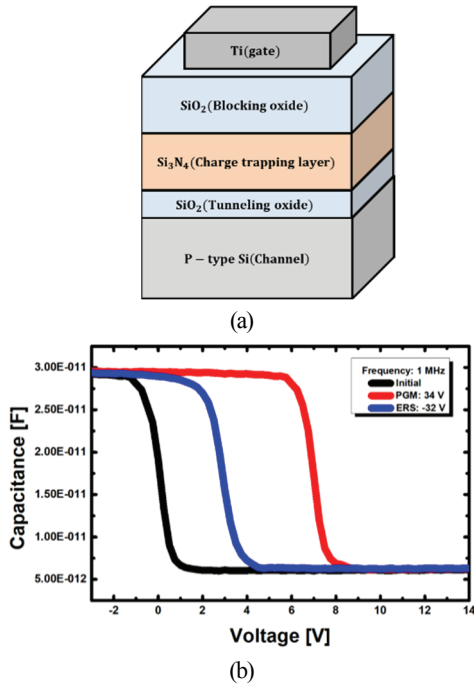 Ti(gate)
SiO₂(Blocking oxide)
Si₃N₄(Charge trapping layer)
SiO₂(Tunneling oxide)
P − type Si(Channel)
(a)
3.00E-011
2.50E-011
2.00E-011
1.50E-011
1.00E-011
5.00E-012
Capacitance [F]
Frequency: 1 MHz
Initial
PGM: 34 V
ERS: -32 V
-2 0 2 4 6 8 10 12 14
Voltage [V]
(b)